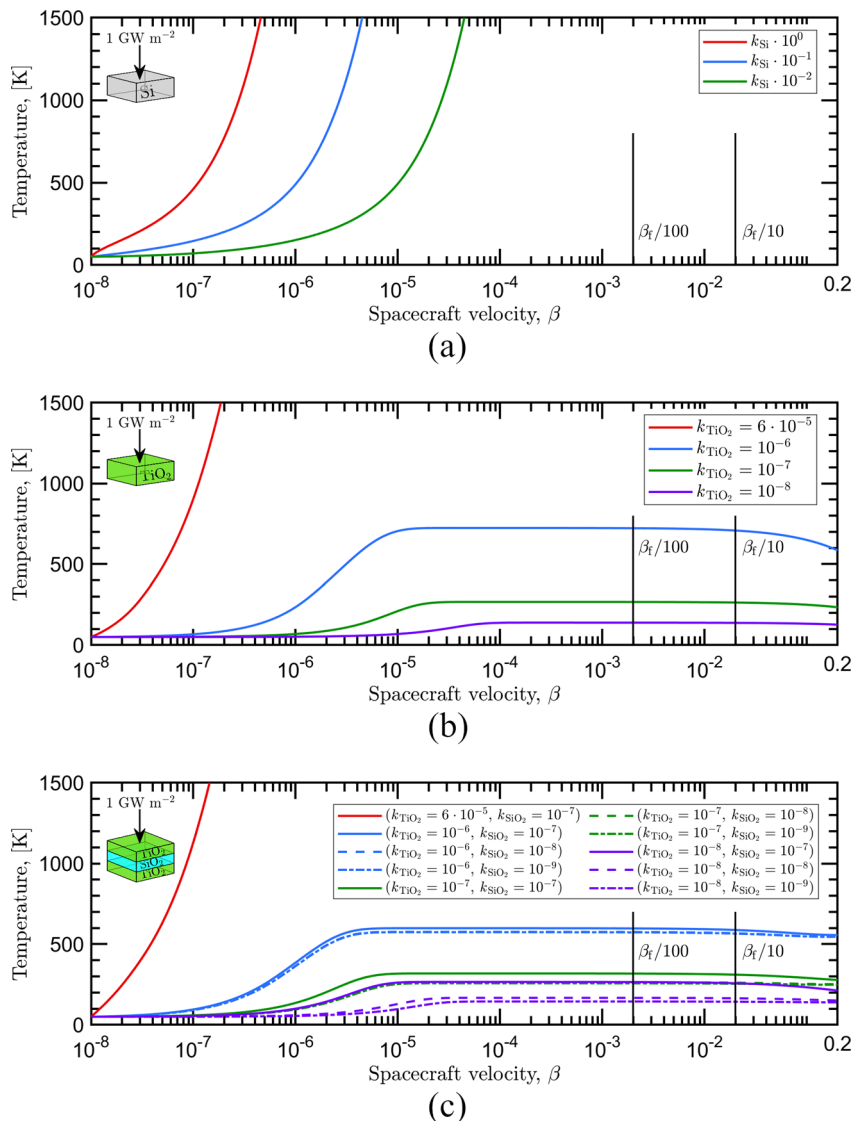 1 GW m⁻²
Si
k_Si · 10⁰
k_Si · 10⁻¹
k_Si · 10⁻²
1500
1000
500
0
Temperature, [K]
β_f/100
β_f/10
10⁻⁸
10⁻⁷
10⁻⁶
10⁻⁵
10⁻⁴
10⁻³
10⁻²
0.2
Spacecraft velocity, β
(a)
1 GW m⁻²
TiO₂
k_TiO₂ = 6 · 10⁻⁵
k_TiO₂ = 10⁻⁶
k_TiO₂ = 10⁻⁷
k_TiO₂ = 10⁻⁸
1500
1000
500
0
Temperature, [K]
β_f/100
β_f/10
10⁻⁸
10⁻⁷
10⁻⁶
10⁻⁵
10⁻⁴
10⁻³
10⁻²
0.2
Spacecraft velocity, β
(b)
1 GW m⁻²
TiO₂
SiO₂
TiO₂
(k_TiO₂ = 6 · 10⁻⁵, k_SiO₂ = 10⁻⁷)
(k_TiO₂ = 10⁻⁶, k_SiO₂ = 10⁻⁷)
(k_TiO₂ = 10⁻⁶, k_SiO₂ = 10⁻⁸)
(k_TiO₂ = 10⁻⁶, k_SiO₂ = 10⁻⁹)
(k_TiO₂ = 10⁻⁷, k_SiO₂ = 10⁻⁷)
(k_TiO₂ = 10⁻⁷, k_SiO₂ = 10⁻⁸)
(k_TiO₂ = 10⁻⁷, k_SiO₂ = 10⁻⁹)
(k_TiO₂ = 10⁻⁸, k_SiO₂ = 10⁻⁷)
(k_TiO₂ = 10⁻⁸, k_SiO₂ = 10⁻⁸)
(k_TiO₂ = 10⁻⁸, k_SiO₂ = 10⁻⁹)
1500
1000
500
0
Temperature, [K]
β_f/100
β_f/10
10⁻⁸
10⁻⁷
10⁻⁶
10⁻⁵
10⁻⁴
10⁻³
10⁻²
0.2
Spacecraft velocity, β
(c)